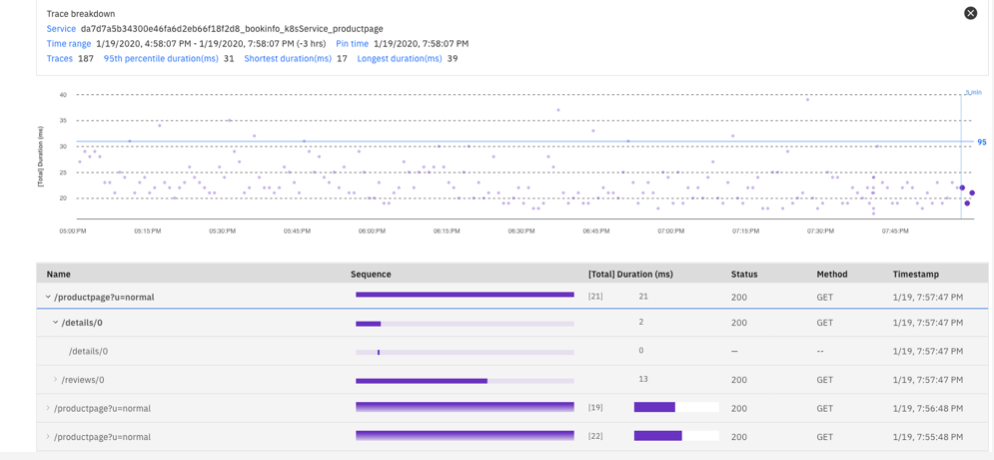 Trace breakdown
Service da7d7a5b34300e46fa6d2eb66f18f2d8_bookinfo_k8sService_productpage
Time range 1/19/2020, 4:58:07 PM - 1/19/2020, 7:58:07 PM (-3 hrs) Pin time 1/19/2020, 7:58:07 PM
Traces 187 95th percentile duration(ms) 31 Shortest duration(ms) 17 Longest duration(ms) 39
5 min
40
35
95
30
25
20
[Total] Duration (ms)
05:00 PM 05:15 PM 05:30 PM 05:45 PM 06:00 PM 06:15 PM 06:30 PM 06:45 PM 07:00 PM 07:15 PM 07:30 PM 07:45 PM
Name Sequence [Total] Duration (ms) Status Method Timestamp
/productpage?u=normal [21] 21 200 GET 1/19, 7:57:47 PM
/details/0 2 200 GET 1/19, 7:57:47 PM
/details/0 0 — -- 1/19, 7:57:47 PM
/reviews/0 13 200 GET 1/19, 7:57:47 PM
/productpage?u=normal [19] 200 GET 1/19, 7:56:48 PM
/productpage?u=normal [22] 200 GET 1/19, 7:55:48 PM